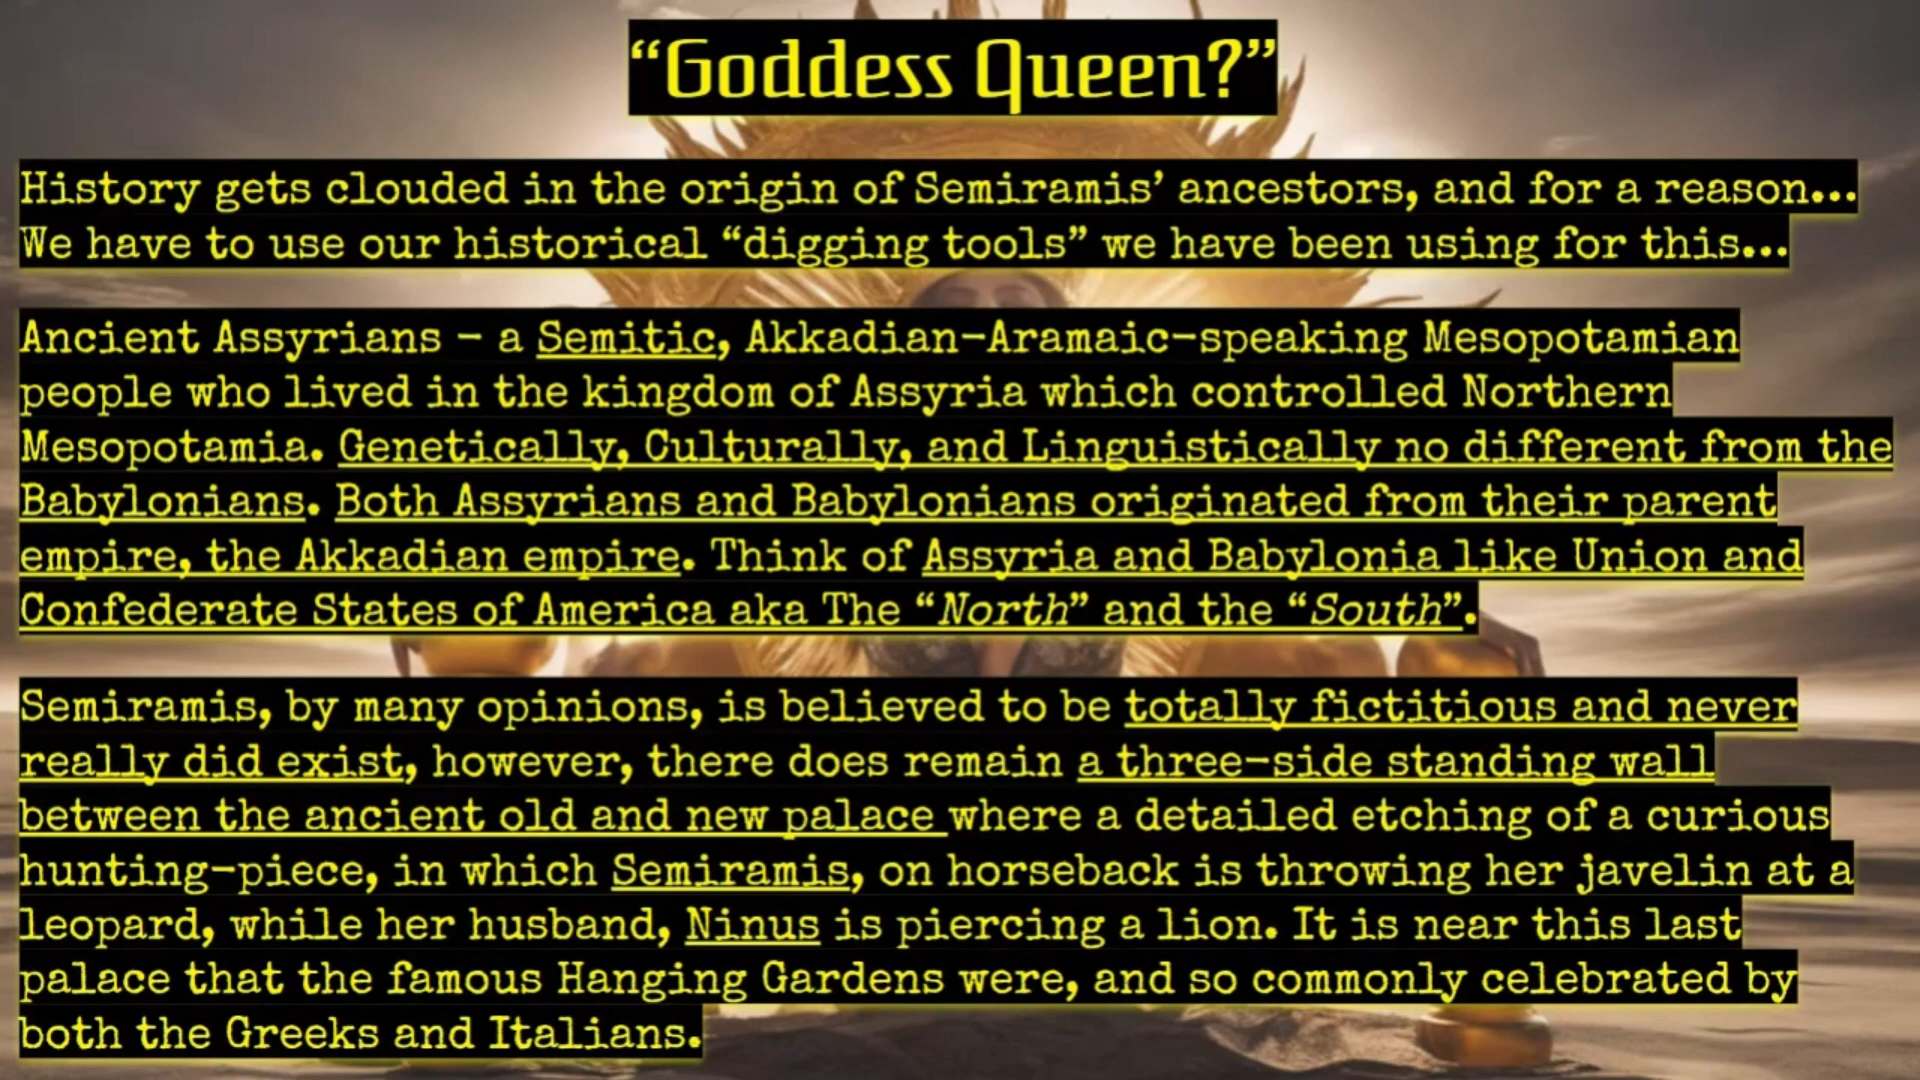 “Goddess Queen?”
History gets clouded in the origin of Semiramis’ ancestors, and for a reason...
We have to use our historical “digging tools” we have been using for this...
Ancient Assyrians – a Semitic, Akkadian-Aramaic-speaking Mesopotamian
people who lived in the kingdom of Assyria which controlled Northern
Mesopotamia. Genetically, Culturally, and Linguistically no different from the
Babylonians. Both Assyrians and Babylonians originated from their parent
empire, the Akkadian empire. Think of Assyria and Babylonia like Union and
Confederate States of America aka The “North” and the “South”.
Semiramis, by many opinions, is believed to be totally fictitious and never
really did exist, however, there does remain a three-side standing wall
between the ancient old and new palace where a detailed etching of a curious
hunting-piece, in which Semiramis, on horseback is throwing her javelin at a
leopard, while her husband, Ninus is piercing a lion. It is near this last
palace that the famous Hanging Gardens were, and so commonly celebrated by
both the Greeks and Italians.